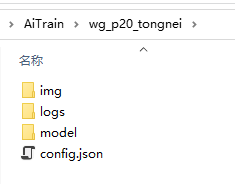 AiTrain > wg_p20_tongnei >
名称
img
logs
model
config.json